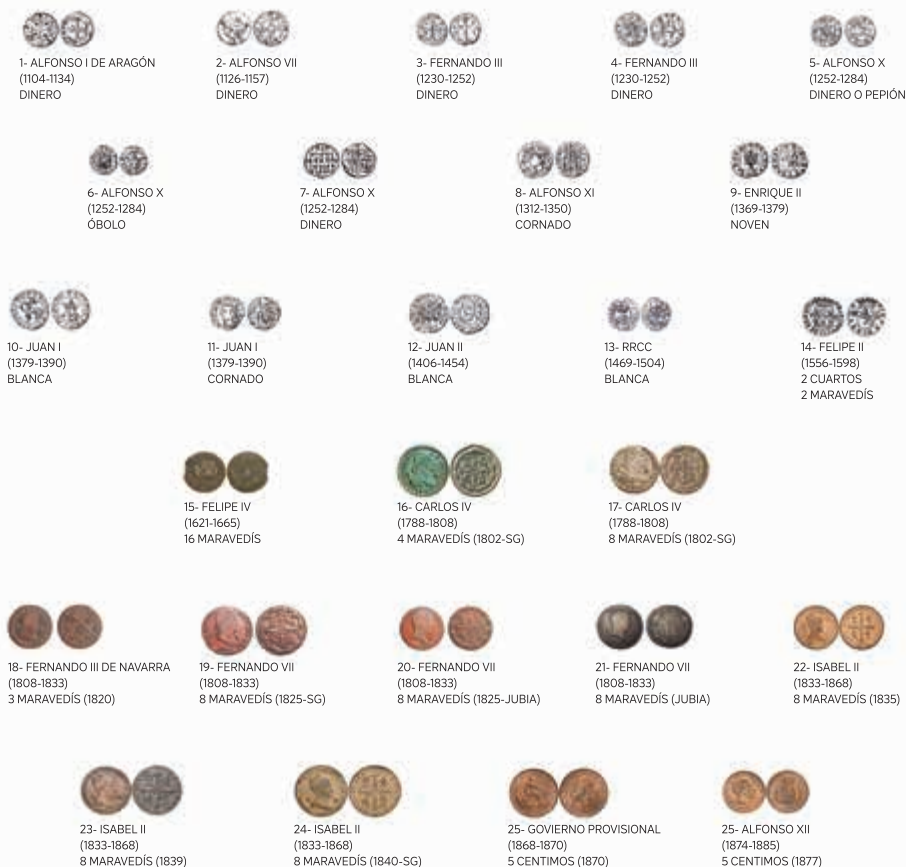 1- ALFONSO I DE ARAGÓN
(1104-1134)
DINERO
2- ALFONSO VII
(1126-1157)
DINERO
3- FERNANDO III
(1230-1252)
DINERO
4- FERNANDO III
(1230-1252)
DINERO
5- ALFONSO X
(1252-1284)
DINERO O PEPIÓN
6- ALFONSO X
(1252-1284)
ÓBOLO
7- ALFONSO X
(1252-1284)
DINERO
8- ALFONSO XI
(1312-1350)
CORNADO
9- ENRIQUE II
(1369-1379)
NOVEN
10- JUAN I
(1379-1390)
BLANCA
11- JUAN I
(1379-1390)
CORNADO
12- JUAN II
(1406-1454)
BLANCA
13- RRCC
(1469-1504)
BLANCA
14- FELIPE II
(1556-1598)
2 CUARTOS
2 MARAVEDÍS
15- FELIPE IV
(1621-1665)
16 MARAVEDÍS
16- CARLOS IV
(1788-1808)
4 MARAVEDÍS (1802-SG)
17- CARLOS IV
(1788-1808)
8 MARAVEDÍS (1802-SG)
18- FERNANDO III DE NAVARRA
(1808-1833)
3 MARAVEDÍS (1820)
19- FERNANDO VII
(1808-1833)
8 MARAVEDÍS (1825-SG)
20- FERNANDO VII
(1808-1833)
8 MARAVEDÍS (1825-JUBIA)
21- FERNANDO VII
(1808-1833)
8 MARAVEDÍS (JUBIA)
22- ISABEL II
(1833-1868)
8 MARAVEDÍS (1835)
23- ISABEL II
(1833-1868)
8 MARAVEDÍS (1839)
24- ISABEL II
(1833-1868)
8 MARAVEDÍS (1840-SG)
25- GOVIERNO PROVISIONAL
(1868-1870)
5 CENTIMOS (1870)
25- ALFONSO XII
(1874-1885)
5 CENTIMOS (1877)